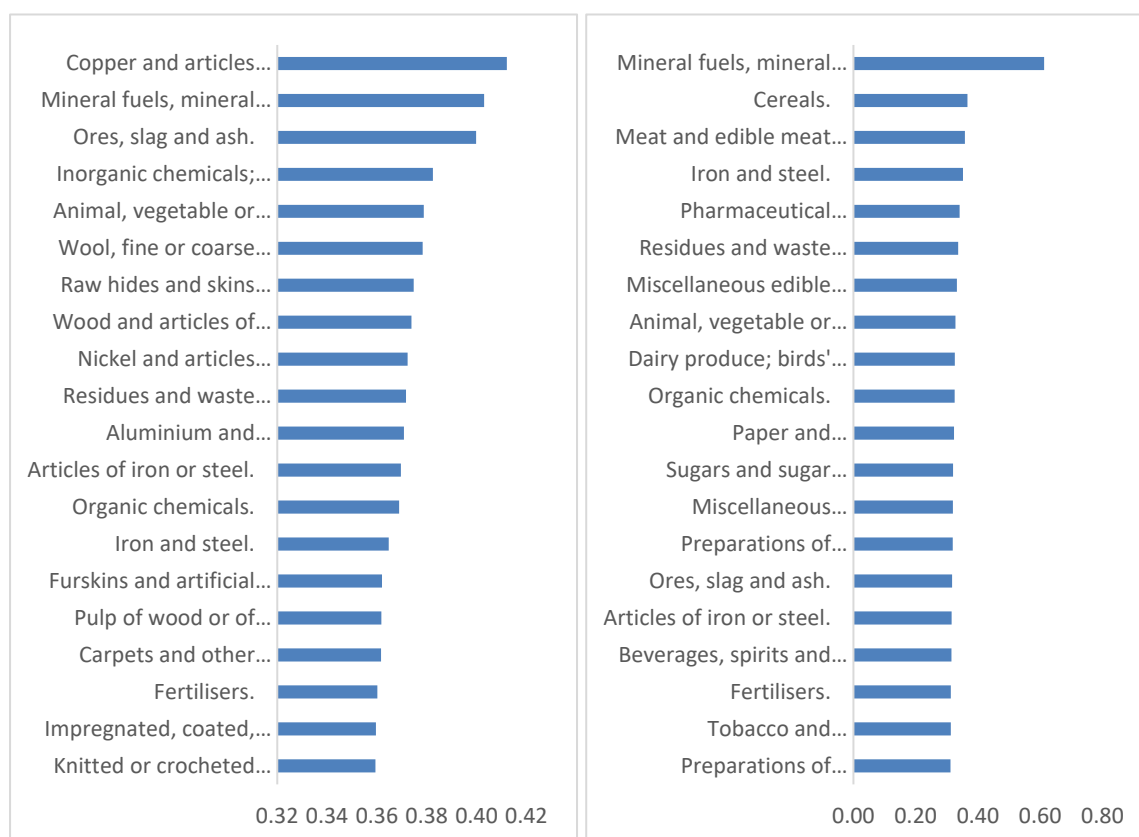 Copper and articles...
Mineral fuels, mineral...
Ores, slag and ash.
Inorganic chemicals;...
Animal, vegetable or...
Wool, fine or coarse...
Raw hides and skins...
Wood and articles of...
Nickel and articles...
Residues and waste...
Aluminium and...
Articles of iron or steel.
Organic chemicals.
Iron and steel.
Furskins and artificial...
Pulp of wood or of...
Carpets and other...
Fertilisers.
Impregnated, coated,...
Knitted or crocheted...
0.32 0.34 0.36 0.38 0.40 0.42
Mineral fuels, mineral...
Cereals.
Meat and edible meat...
Iron and steel.
Pharmaceutical...
Residues and waste...
Miscellaneous edible...
Animal, vegetable or...
Dairy produce; birds'...
Organic chemicals.
Paper and...
Sugars and sugar...
Miscellaneous...
Preparations of...
Ores, slag and ash.
Articles of iron or steel.
Beverages, spirits and...
Fertilisers.
Tobacco and...
Preparations of...
0.00 0.20 0.40 0.60 0.80